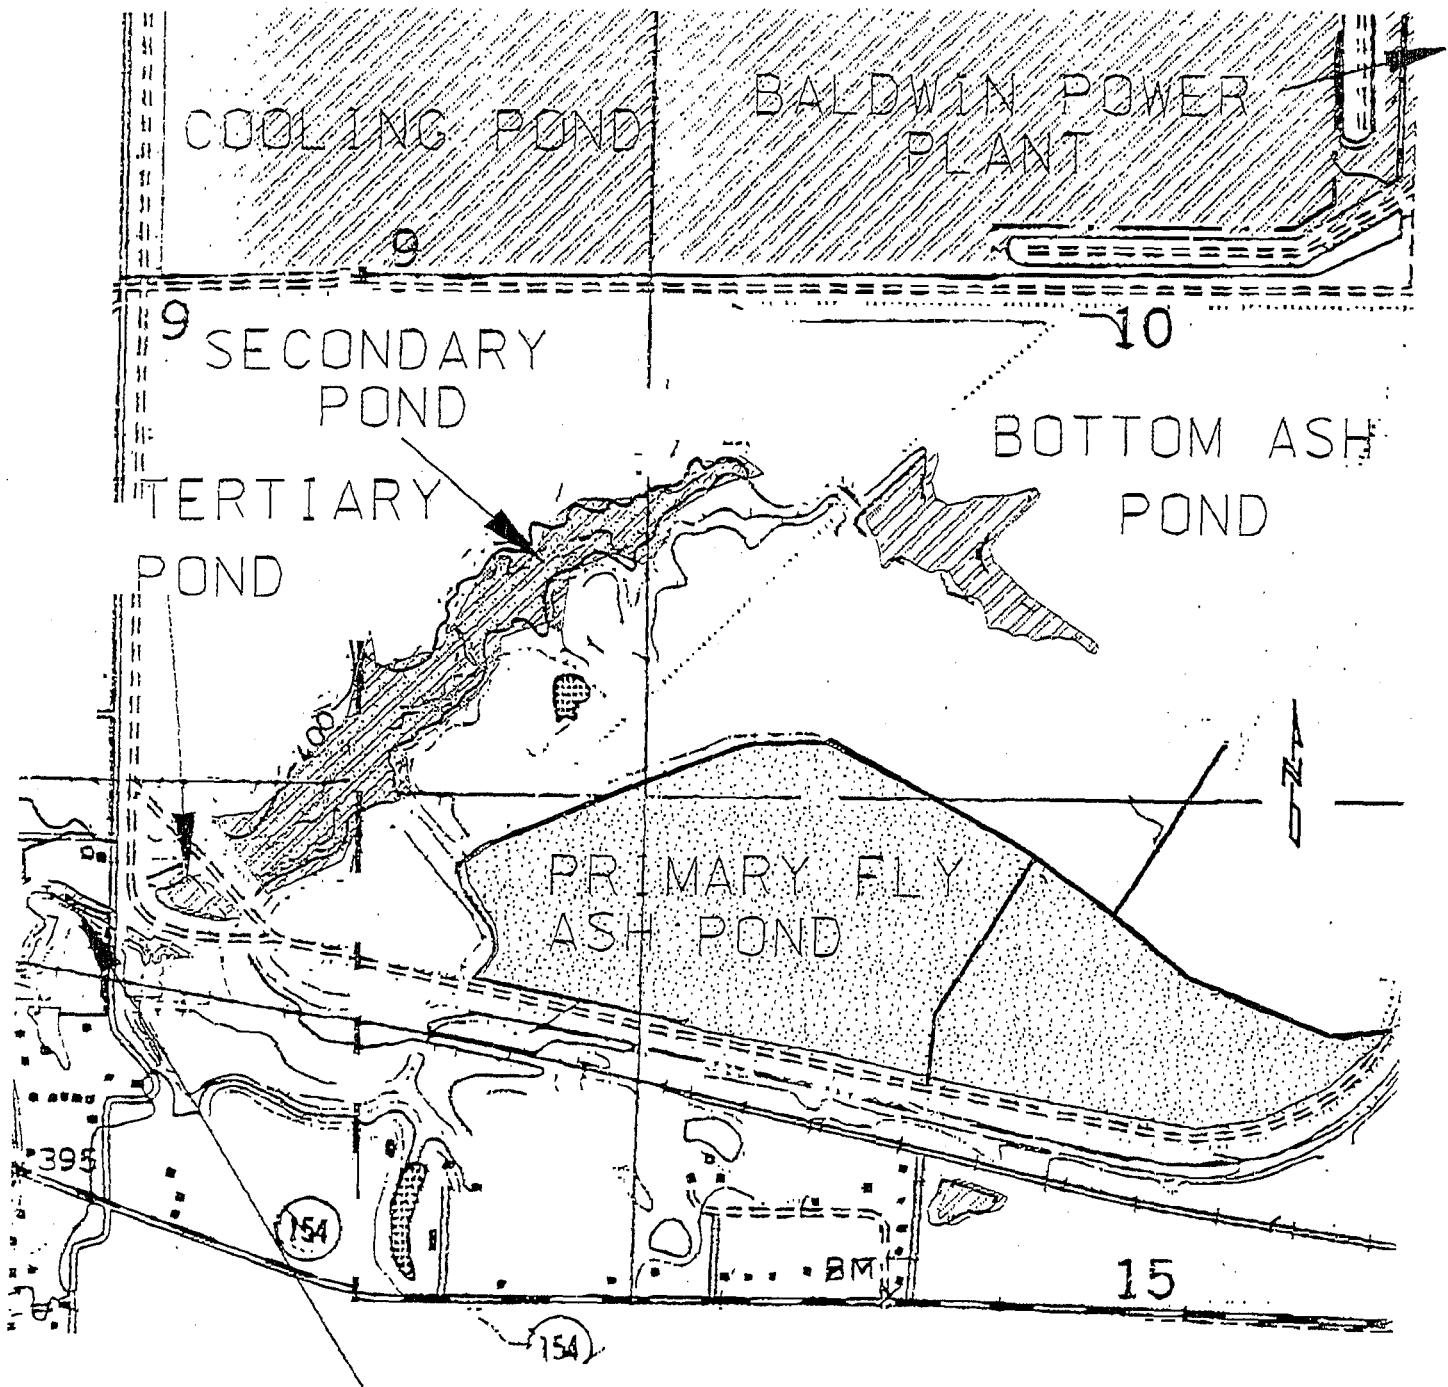 COOLING POND
BALDWIN POWER
PLANT
9
9
10
SECONDARY
POND
BOTTOM ASH
POND
TERTIARY
POND
400
N
PRIMARY FLY
ASH POND
395
154
BM
15
154